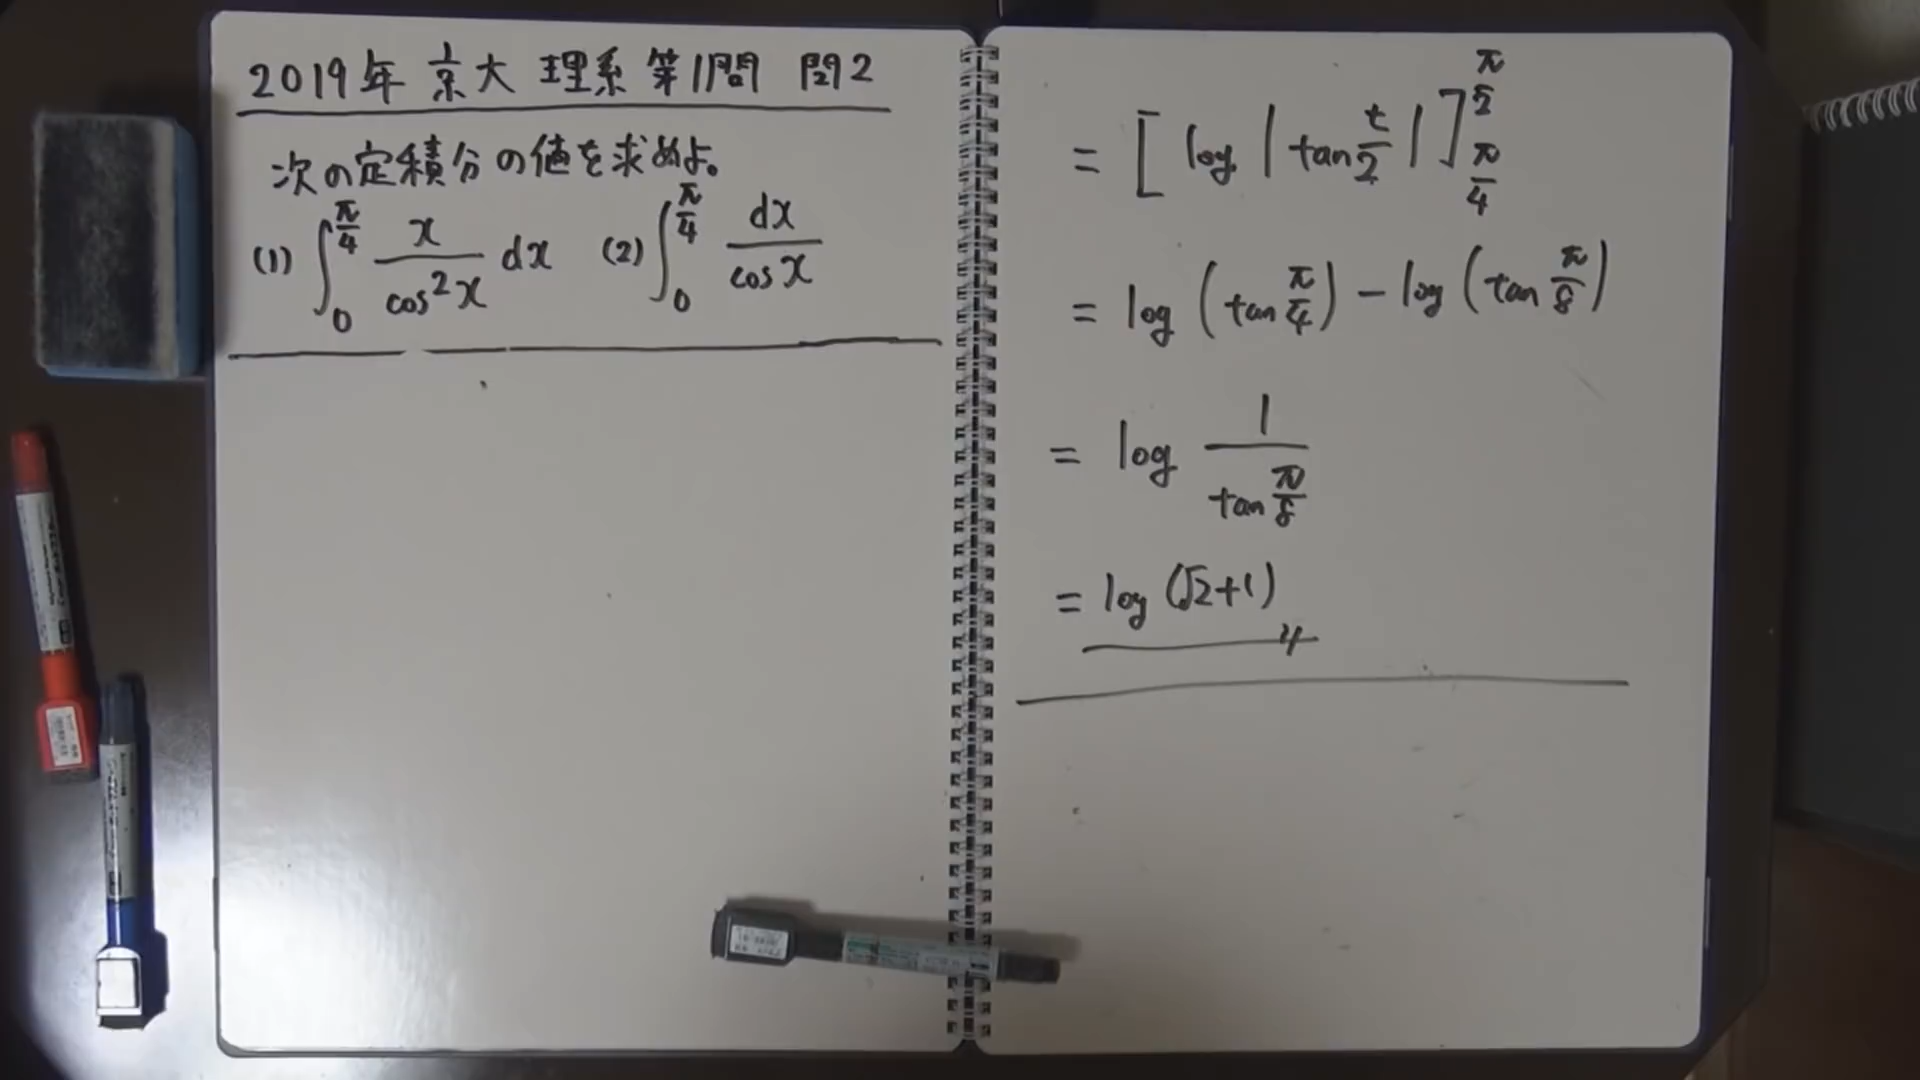 2019年 京大 理系 第1問 問2
次の定積分の値を求めよ。
(1) ∫_0^{π/4} x/cos²x dx (2) ∫_0^{π/4} dx/cos x
= [log|tan t/2|]_{π/4}^{π/2}
= log(tan π/4) - log(tan π/8)
= log 1/(tan π/8)
= log(√2+1)